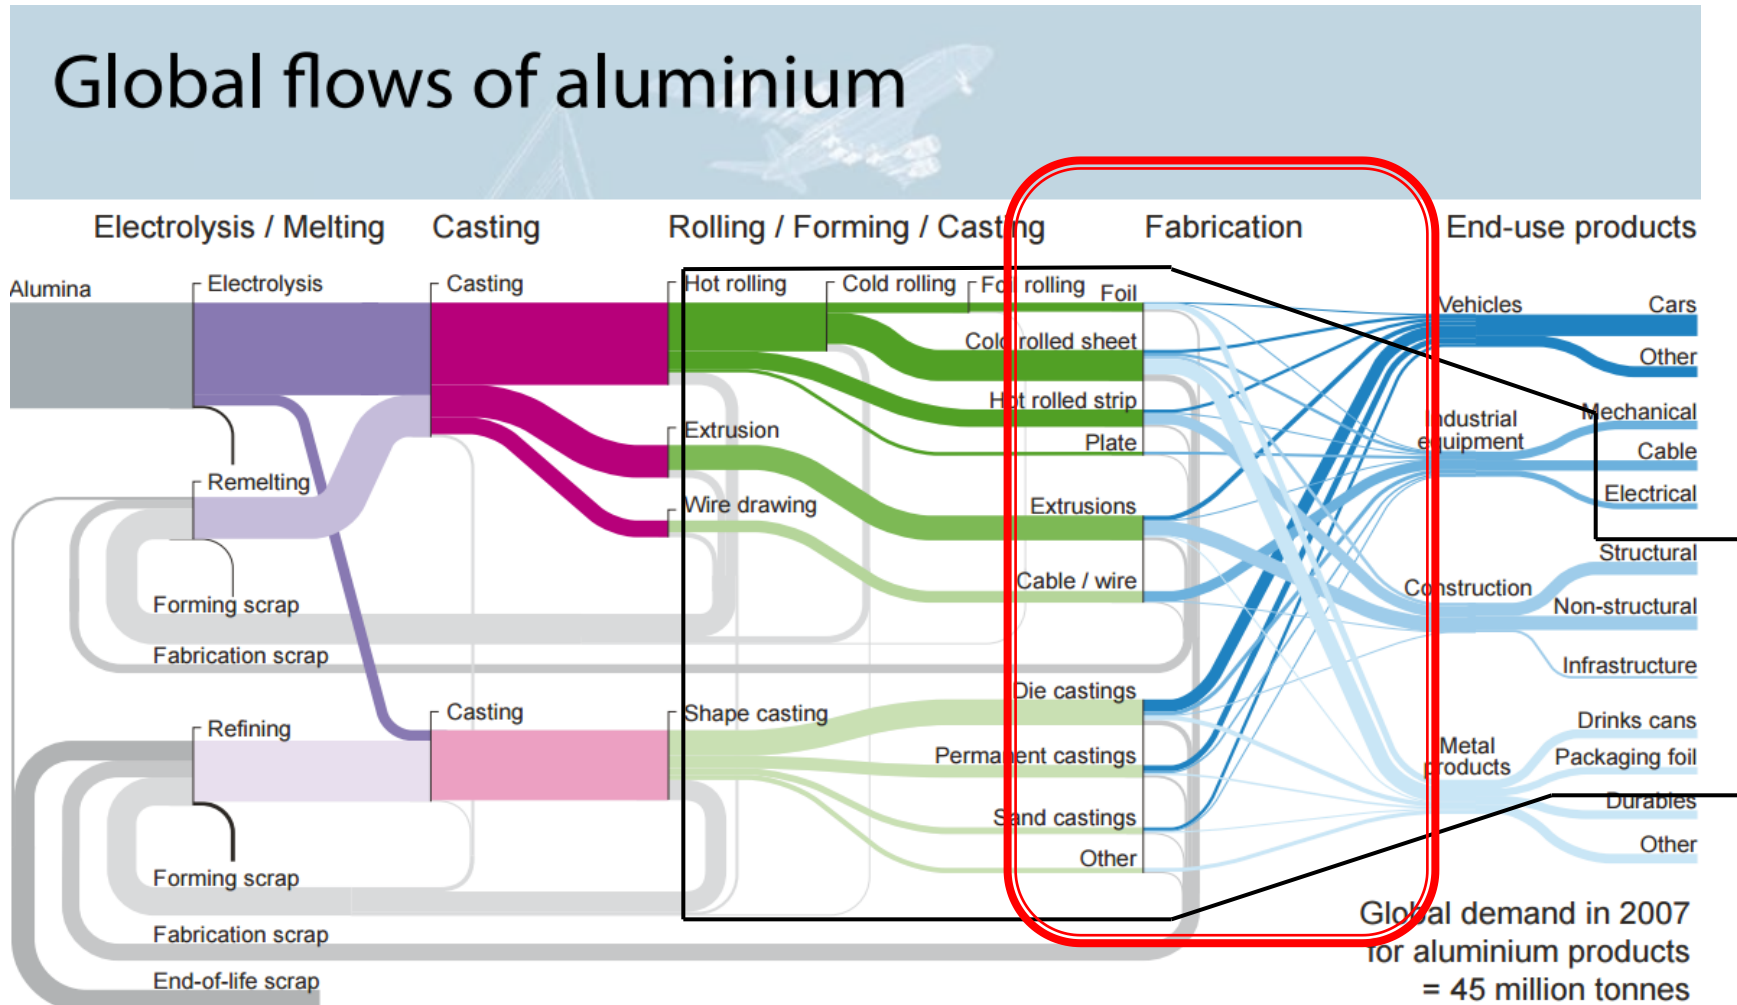 Global flows of aluminium
Electrolysis / Melting
Casting
Rolling / Forming / Casting
Fabrication
End-use products
Alumina
Electrolysis
Casting
Hot rolling
Cold rolling
Foil rolling
Foil
Vehicles
Cars
Cold rolled sheet
Other
Hot rolled strip
Industrial
equipment
Mechanical
Extrusion
Plate
Cable
Remelting
Electrical
Wire drawing
Extrusions
Structural
Cable / wire
Construction
Forming scrap
Non-structural
Fabrication scrap
Infrastructure
Die castings
Refining
Casting
Shape casting
Drinks cans
Permanent castings
Metal
products
Packaging foil
Durables
Sand castings
Other
Other
Forming scrap
Fabrication scrap
End-of-life scrap
Global demand in 2007
for aluminium products
= 45 million tonnes